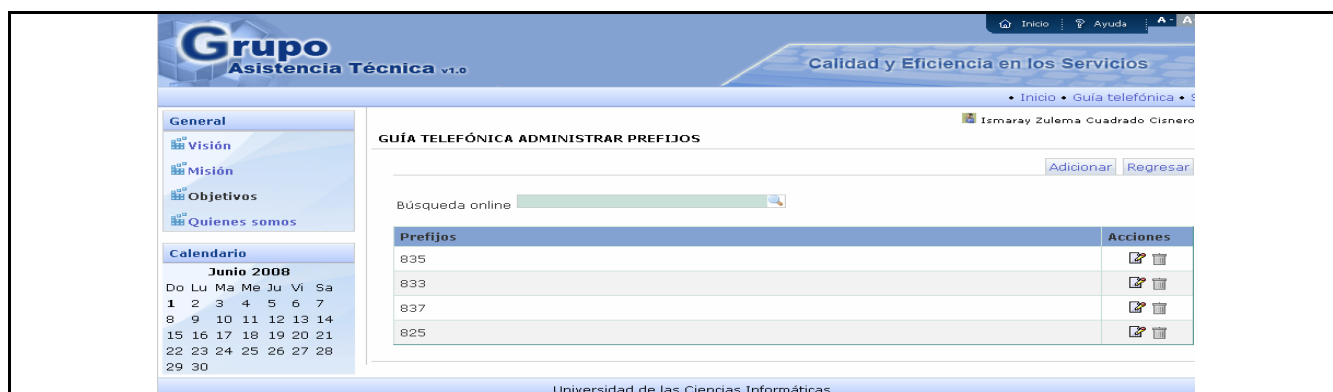 Inicio Ayuda A- A
Grupo
Asistencia Técnica v1.0
Calidad y Eficiencia en los Servicios
• Inicio • Guía telefónica •
General
Ismaray Zulema Cuadrado Cisnero
Visión
GUÍA TELEFÓNICA ADMINISTRAR PREFIJOS
Misión
Adicionar Regresar
Objetivos
Búsqueda online
Quienes somos
Prefijos Acciones
835
833
837
825
Calendario
Junio 2008
Do Lu Ma Me Ju Vi Sa
1 2 3 4 5 6 7
8 9 10 11 12 13 14
15 16 17 18 19 20 21
22 23 24 25 26 27 28
29 30
Universidad de las Ciencias Informáticas